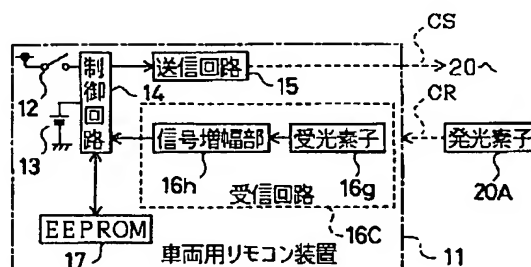 CS
制御回路
送信回路
20へ
12
14
15
CR
13
信号増幅部
受光素子
発光素子
16h
16g
20A
受信回路
EEPROM
16C
17
車両用リモコン装置
11